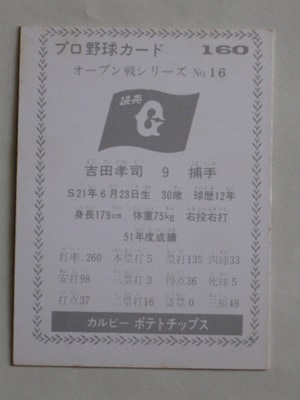 プロ野球カード 160
オープン戦シリーズ No.16
読売
G
吉田孝司 9 捕手
S21年6月23日生 30歳 球歴12年
身長179cm 体重75kg 右投右打
51年度成績
打率.260 本塁打5 塁打135 四球33
安打98 三塁打3 得点36 死球5
打点37 二塁打16 盗塁0 三振49
カルビー ポテトチップス